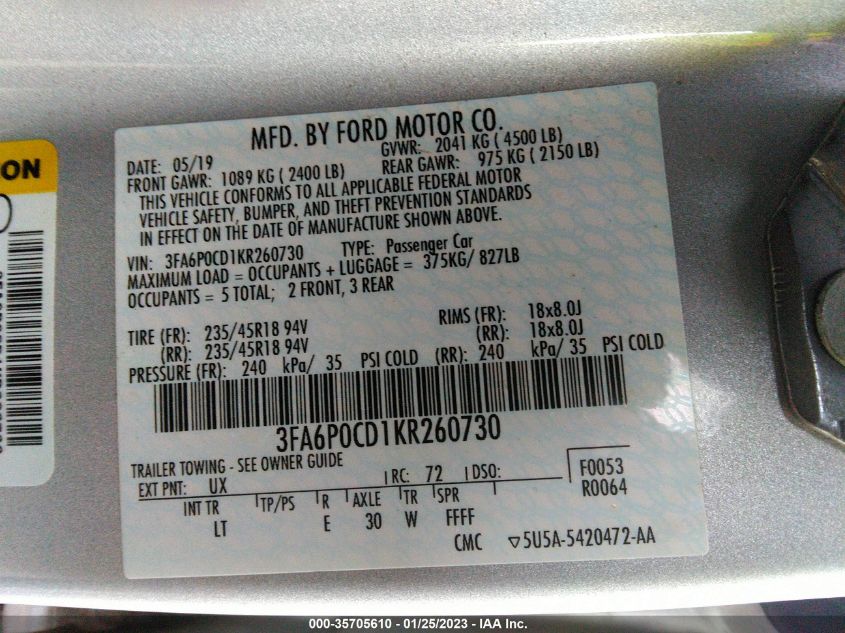 ON
MFD. BY FORD MOTOR CO.
DATE: 05/19 GVWR: 2041 KG ( 4500 LB)
FRONT GAWR: 1089 KG ( 2400 LB) REAR GAWR: 975 KG ( 2150 LB)
THIS VEHICLE CONFORMS TO ALL APPLICABLE FEDERAL MOTOR
VEHICLE SAFETY, BUMPER, AND THEFT PREVENTION STANDARDS
IN EFFECT ON THE DATE OF MANUFACTURE SHOWN ABOVE.
VIN: 3FA6P0CD1KR260730 TYPE: Passenger Car
MAXIMUM LOAD = OCCUPANTS + LUGGAGE = 375KG/ 827LB
OCCUPANTS = 5 TOTAL; 2 FRONT, 3 REAR
TIRE (FR): 235/45R18 94V RIMS (FR): 18x8.0J
(RR): 235/45R18 94V (RR): 18x8.0J
PRESSURE (FR): 240 kPa/ 35 PSI COLD (RR): 240 kPa/ 35 PSI COLD
3FA6P0CD1KR260730
TRAILER TOWING - SEE OWNER GUIDE
EXT PNT: UX RC: 72 DSO: F0053
R0064
INT TR TP/PS R AXLE TR SPR
LT E 30 W FFFF
CMC ▽5U5A-5420472-AA
000-35705610 - 01/25/2023 - IAA Inc.